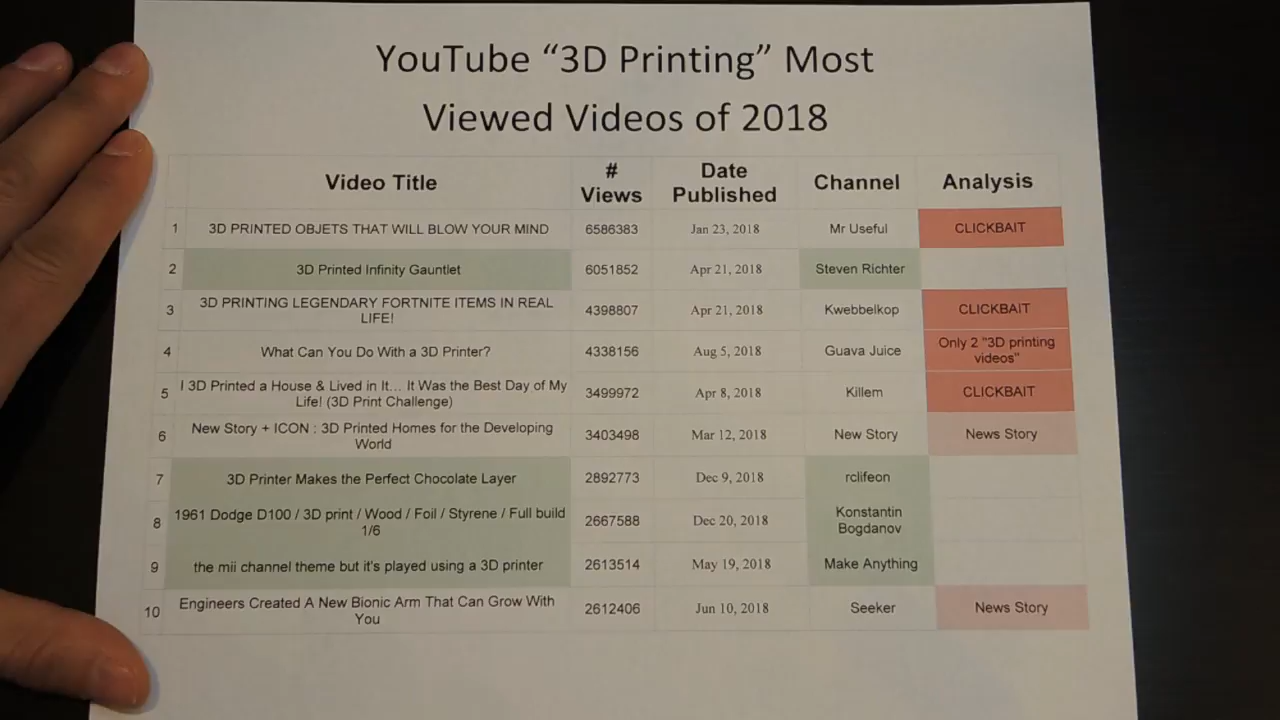 YouTube “3D Printing” Most
Viewed Videos of 2018
Video Title # Views Date Published Channel Analysis
1 3D PRINTED OBJETS THAT WILL BLOW YOUR MIND 6586383 Jan 23, 2018 Mr Useful CLICKBAIT
2 3D Printed Infinity Gauntlet 6051852 Apr 21, 2018 Steven Richter
3 3D PRINTING LEGENDARY FORTNITE ITEMS IN REAL LIFE! 4398807 Apr 21, 2018 Kwebbelkop CLICKBAIT
4 What Can You Do With a 3D Printer? 4338156 Aug 5, 2018 Guava Juice Only 2 "3D printing videos"
5 I 3D Printed a House & Lived in It... It Was the Best Day of My Life! (3D Print Challenge) 3499972 Apr 8, 2018 Killem CLICKBAIT
6 New Story + ICON : 3D Printed Homes for the Developing World 3403498 Mar 12, 2018 New Story News Story
7 3D Printer Makes the Perfect Chocolate Layer 2892773 Dec 9, 2018 rclifeon
8 1961 Dodge D100 / 3D print / Wood / Foil / Styrene / Full build 1/6 2667588 Dec 20, 2018 Konstantin Bogdanov
9 the mii channel theme but it's played using a 3D printer 2613514 May 19, 2018 Make Anything
10 Engineers Created A New Bionic Arm That Can Grow With You 2612406 Jun 10, 2018 Seeker News Story